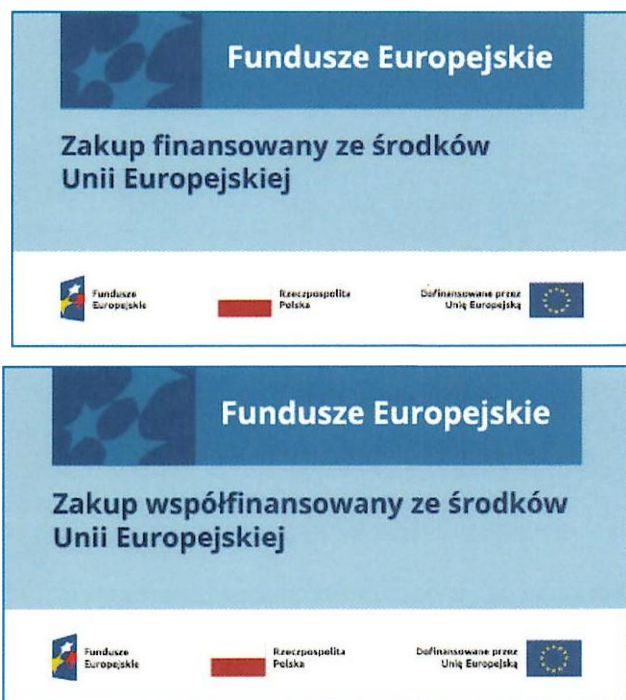 Fundusze Europejskie
Zakup finansowany ze środków
Unii Europejskiej
Fundusze
Europejskie
Rzeczpospolita
Polska
Dofinansowane przez
Unię Europejską
Fundusze Europejskie
Zakup współfinansowany ze środków
Unii Europejskiej
Fundusze
Europejskie
Rzeczpospolita
Polska
Dofinansowane przez
Unię Europejską